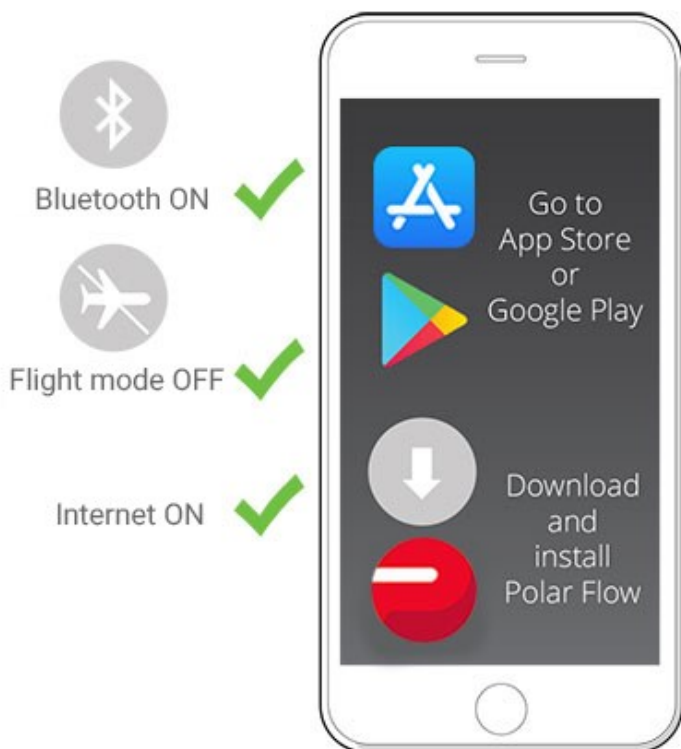 Bluetooth ON
Flight mode OFF
Internet ON
Go to
App Store
or
Google Play
Download
and
install
Polar Flow